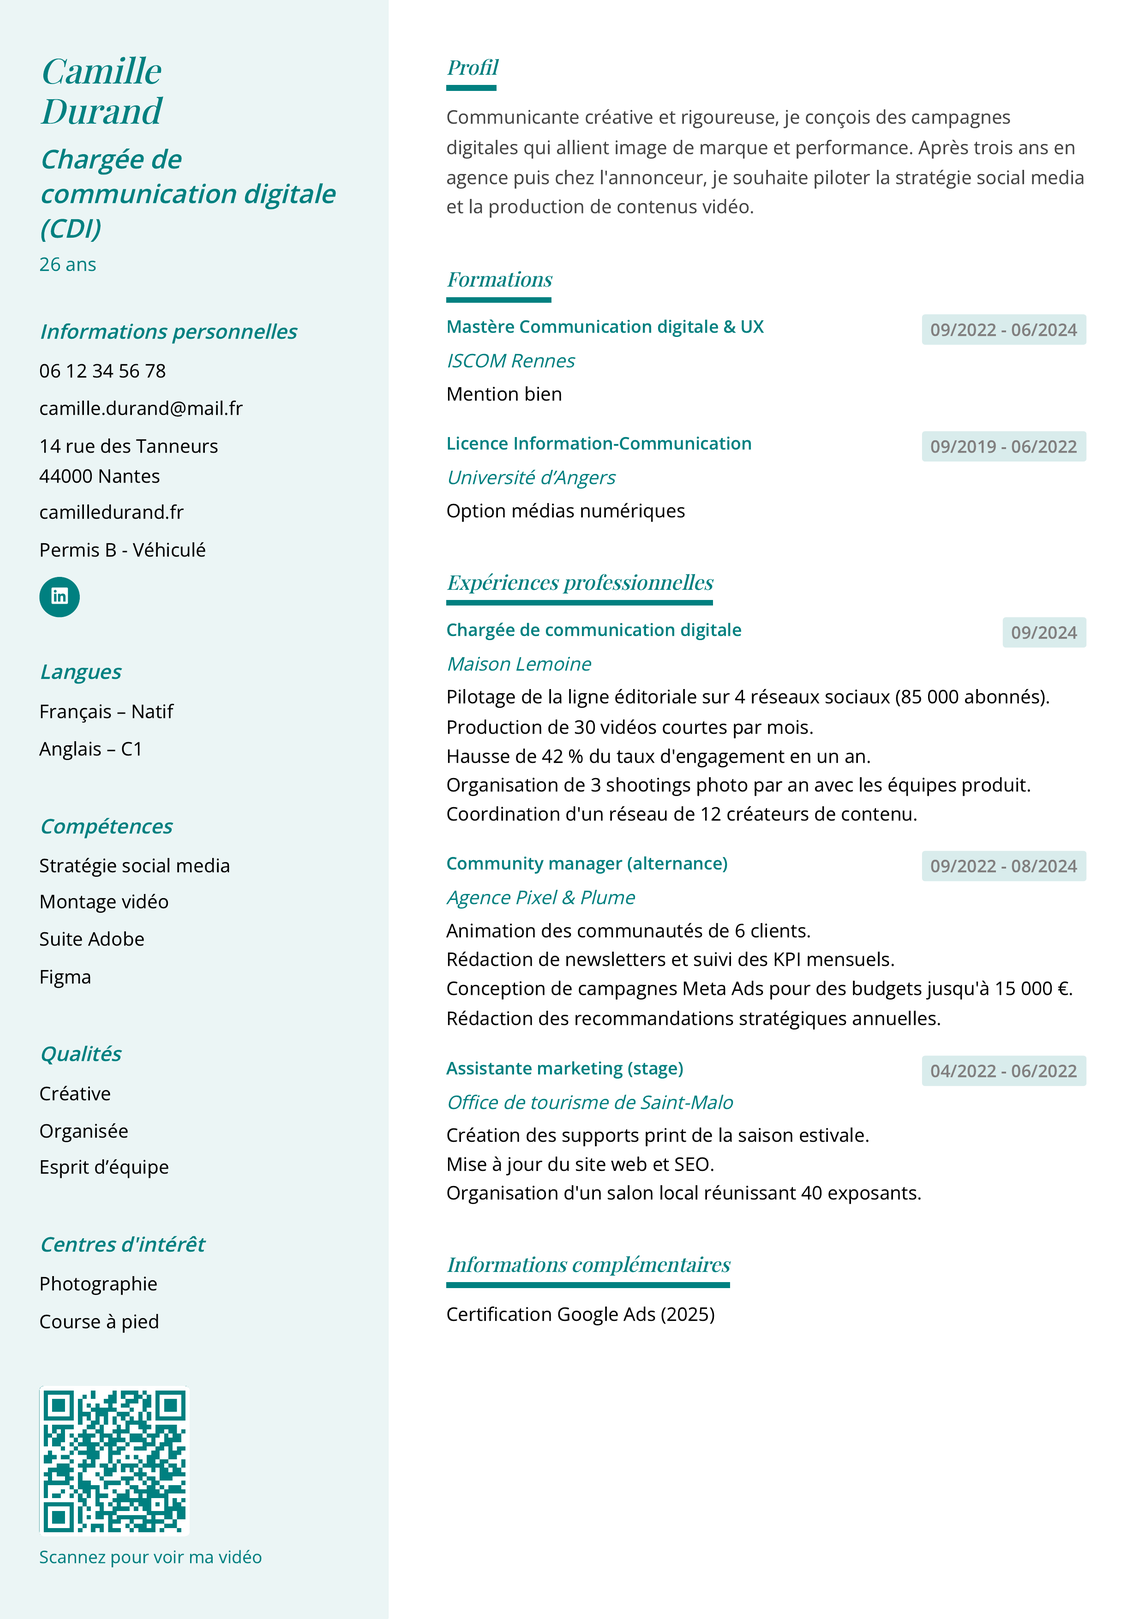 Camille
Durand
Chargée de
communication digitale
(CDI)
26 ans
Informations personnelles
06 12 34 56 78
camille.durand@mail.fr
14 rue des Tanneurs
44000 Nantes
camilledurand.fr
Permis B - Véhiculé
in
Langues
Français – Natif
Anglais – C1
Compétences
Stratégie social media
Montage vidéo
Suite Adobe
Figma
Qualités
Créative
Organisée
Esprit d’équipe
Centres d'intérêt
Photographie
Course à pied
Scannez pour voir ma vidéo
Profil
Communicante créative et rigoureuse, je conçois des campagnes
digitales qui allient image de marque et performance. Après trois ans en
agence puis chez l'annonceur, je souhaite piloter la stratégie social media
et la production de contenus vidéo.
Formations
Mastère Communication digitale & UX 09/2022 - 06/2024
ISCOM Rennes
Mention bien
Licence Information-Communication 09/2019 - 06/2022
Université d’Angers
Option médias numériques
Expériences professionnelles
Chargée de communication digitale 09/2024
Maison Lemoine
Pilotage de la ligne éditoriale sur 4 réseaux sociaux (85 000 abonnés).
Production de 30 vidéos courtes par mois.
Hausse de 42 % du taux d'engagement en un an.
Organisation de 3 shootings photo par an avec les équipes produit.
Coordination d'un réseau de 12 créateurs de contenu.
Community manager (alternance) 09/2022 - 08/2024
Agence Pixel & Plume
Animation des communautés de 6 clients.
Rédaction de newsletters et suivi des KPI mensuels.
Conception de campagnes Meta Ads pour des budgets jusqu'à 15 000 €.
Rédaction des recommandations stratégiques annuelles.
Assistante marketing (stage) 04/2022 - 06/2022
Office de tourisme de Saint-Malo
Création des supports print de la saison estivale.
Mise à jour du site web et SEO.
Organisation d'un salon local réunissant 40 exposants.
Informations complémentaires
Certification Google Ads (2025)